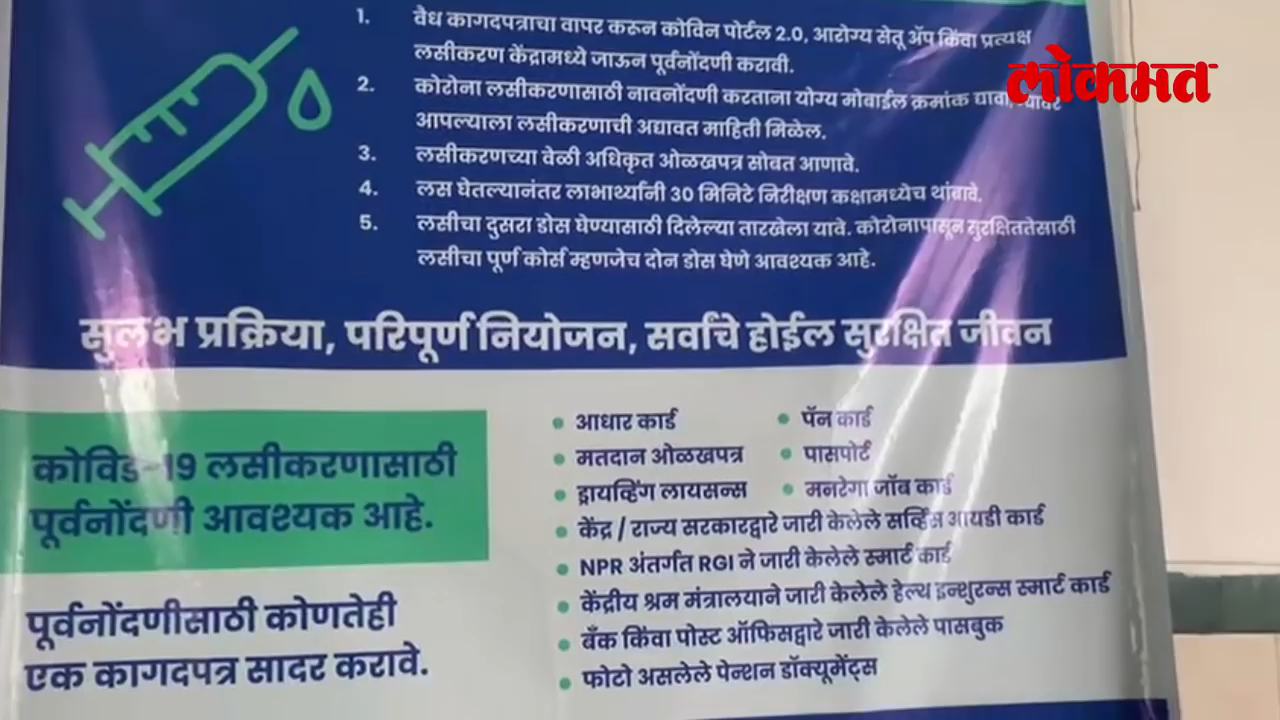 1. वैध कागदपत्राचा वापर करून कोविन पोर्टल 2.0, आरोग्य सेतू ॲप किंवा प्रत्यक्ष
लसीकरण केंद्रामध्ये जाऊन पूर्वनोंदणी करावी.
लोकमत
2. कोरोना लसीकरणासाठी नावनोंदणी करताना योग्य मोबाईल क्रमांक द्यावा,
आपल्याला लसीकरणाची अद्यावत माहिती मिळेल.
3. लसीकरणच्या वेळी अधिकृत ओळखपत्र सोबत आणावे.
4. लस घेतल्यानंतर लाभार्थ्यांनी 30 मिनिटे निरीक्षण कक्षामध्येच थांबावे.
5. लसीचा दुसरा डोस घेण्यासाठी दिलेल्या तारखेला यावे. कोरोनापासून सुरक्षिततेसाठी
लसीचा पूर्ण कोर्स म्हणजेच दोन डोस घेणे आवश्यक आहे.
सुलभ प्रक्रिया, परिपूर्ण नियोजन, सर्वांचे होईल सुरक्षित जीवन
कोविड-19 लसीकरणासाठी
पूर्वनोंदणी आवश्यक आहे.
पूर्वनोंदणीसाठी कोणतेही
एक कागदपत्र सादर करावे.
• आधार कार्ड • पॅन कार्ड
• मतदान ओळखपत्र • पासपोर्ट
• ड्रायव्हिंग लायसन्स • मनरेगा जॉब कार्ड
• केंद्र / राज्य सरकारद्वारे जारी केलेले सर्व्हिस आयडी कार्ड
• NPR अंतर्गत RGI ने जारी केलेले स्मार्ट कार्ड
• केंद्रीय श्रम मंत्रालयाने जारी केलेले हेल्थ इन्शुरन्स स्मार्ट कार्ड
• बँक किंवा पोस्ट ऑफिसद्वारे जारी केलेले पासबुक
• फोटो असलेले पेन्शन डॉक्यूमेंट्स